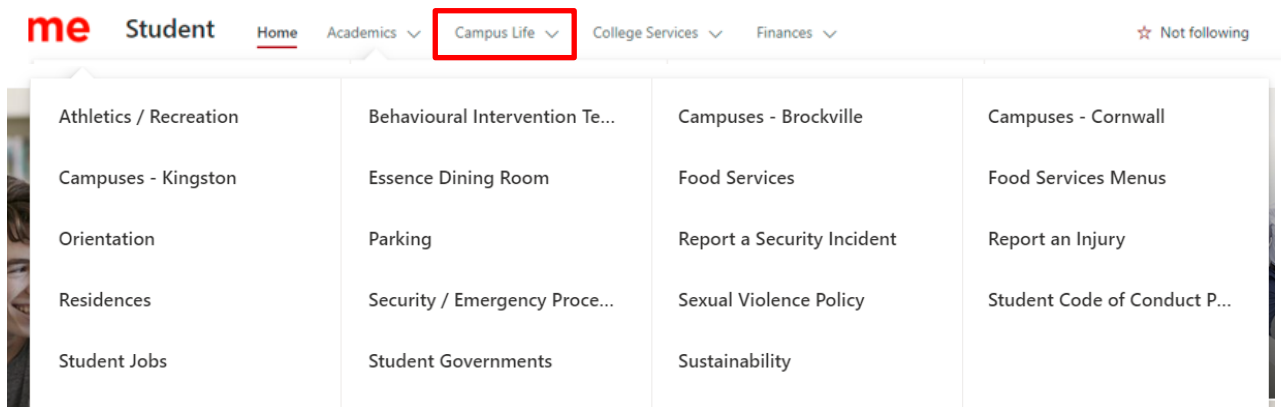 me Student Home Academics Campus Life College Services Finances Not following
Athletics / Recreation Behavioural Intervention Te... Campuses - Brockville Campuses - Cornwall
Campuses - Kingston Essence Dining Room Food Services Food Services Menus
Orientation Parking Report a Security Incident Report an Injury
Residences Security / Emergency Proce... Sexual Violence Policy Student Code of Conduct P...
Student Jobs Student Governments Sustainability